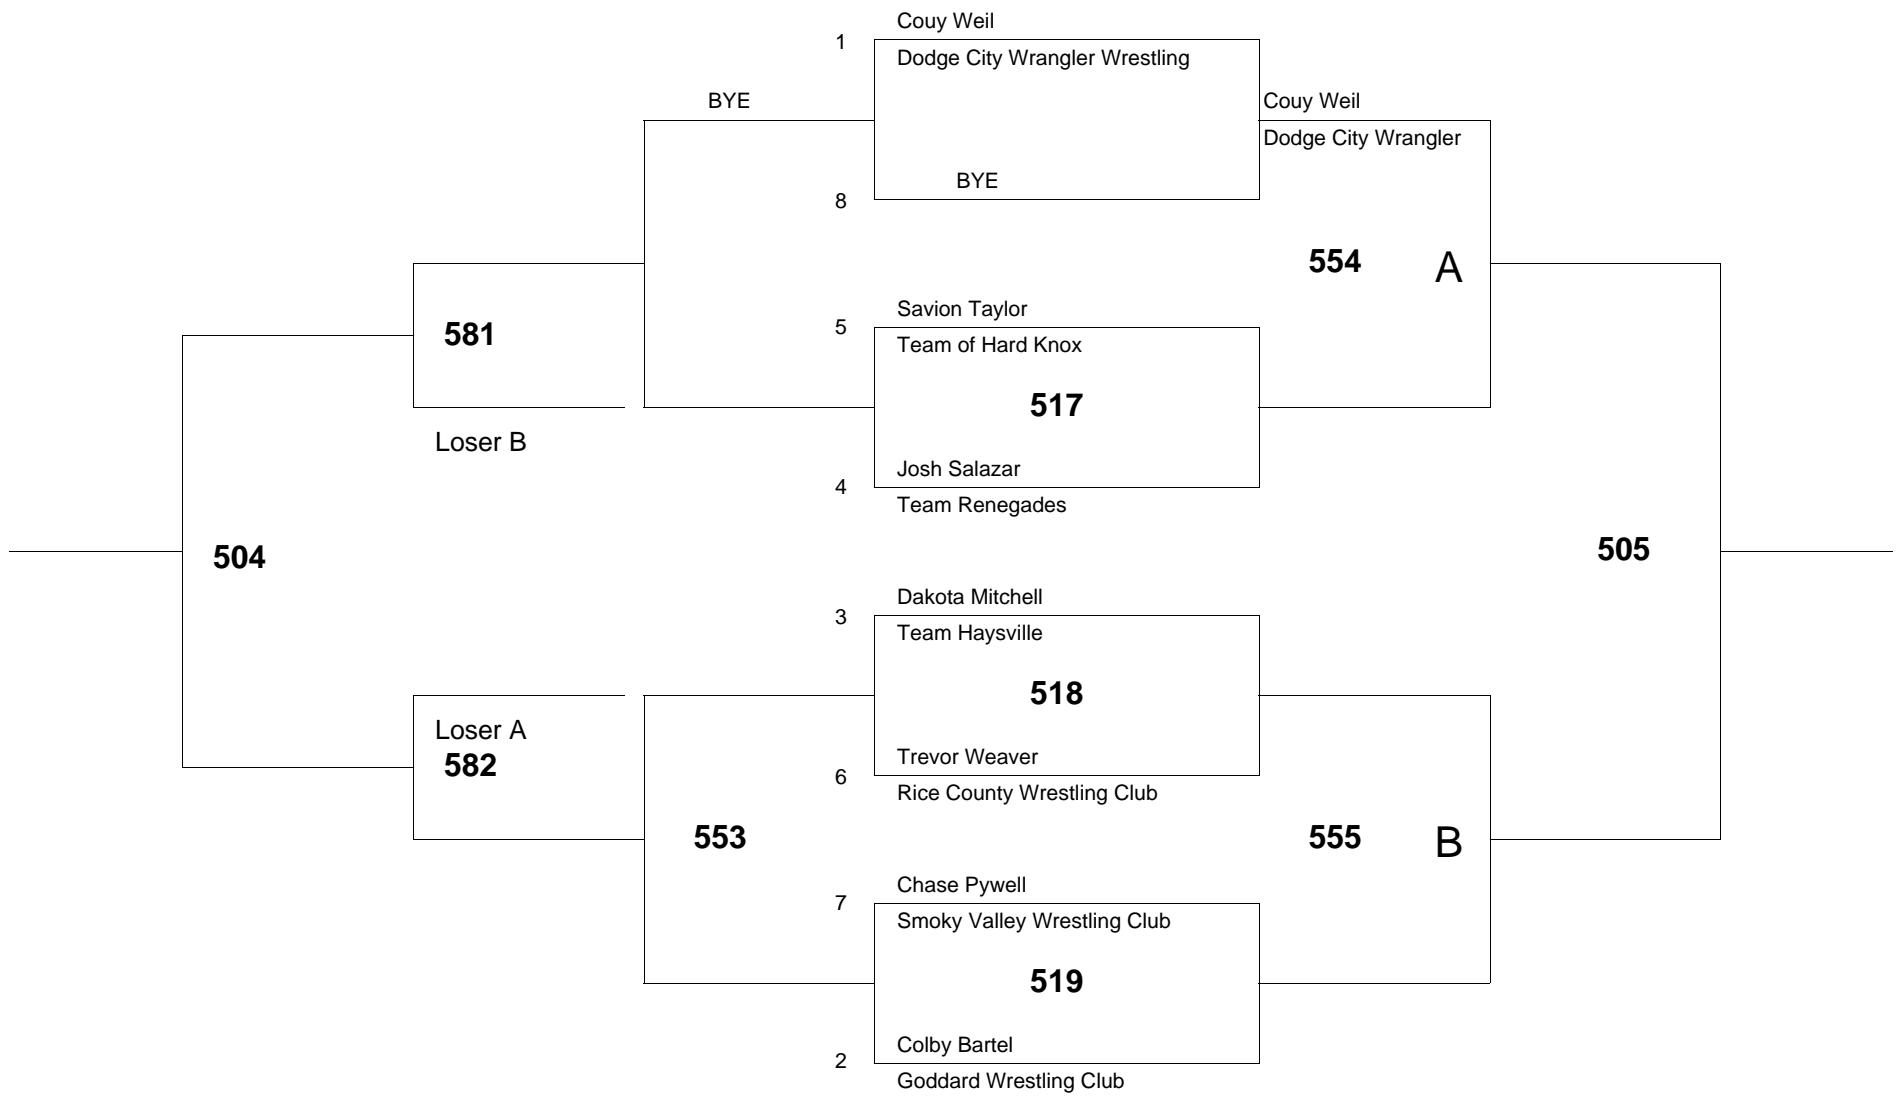 Couy Weil
1
Dodge City Wrangler Wrestling
BYE
Couy Weil
Dodge City Wrangler
BYE
8
554 A
Savion Taylor
5
581
Team of Hard Knox
517
Loser B
Josh Salazar
4
Team Renegades
504
505
Dakota Mitchell
3
Team Haysville
518
Loser A
582
Trevor Weaver
6
Rice County Wrestling Club
553
555 B
Chase Pywell
7
Smoky Valley Wrestling Club
519
Colby Bartel
2
Goddard Wrestling Club